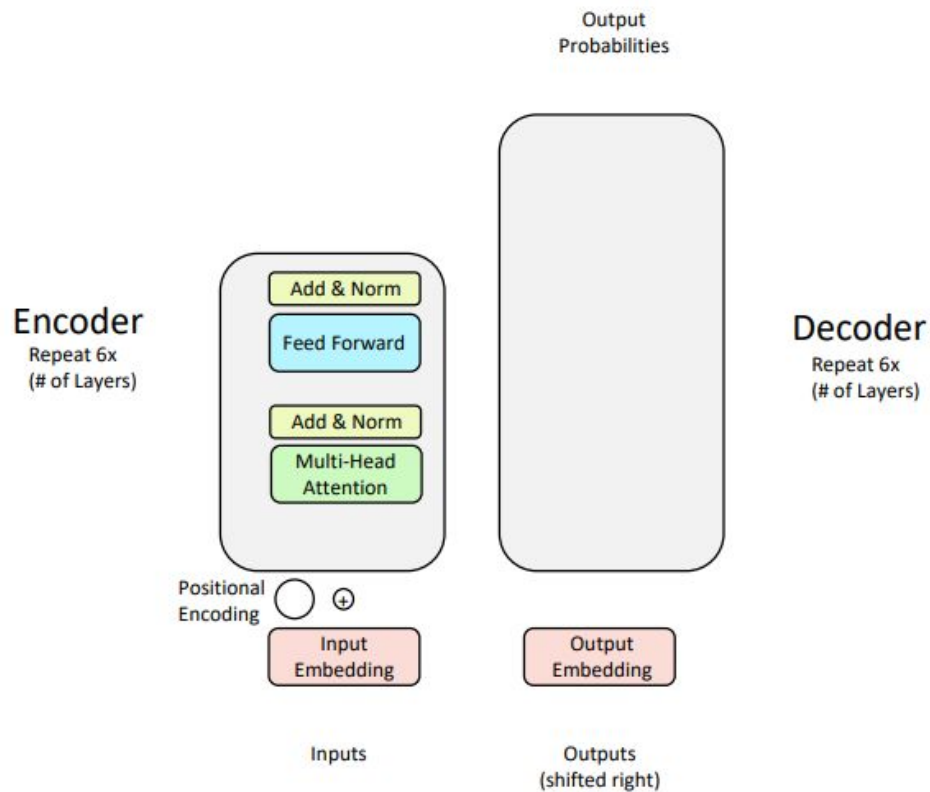 Output
Probabilities
Add & Norm
Feed Forward
Encoder
Repeat 6x
(# of Layers)
Decoder
Repeat 6x
(# of Layers)
Add & Norm
Multi-Head
Attention
Positional
Encoding
+
Input
Embedding
Output
Embedding
Inputs
Outputs
(shifted right)